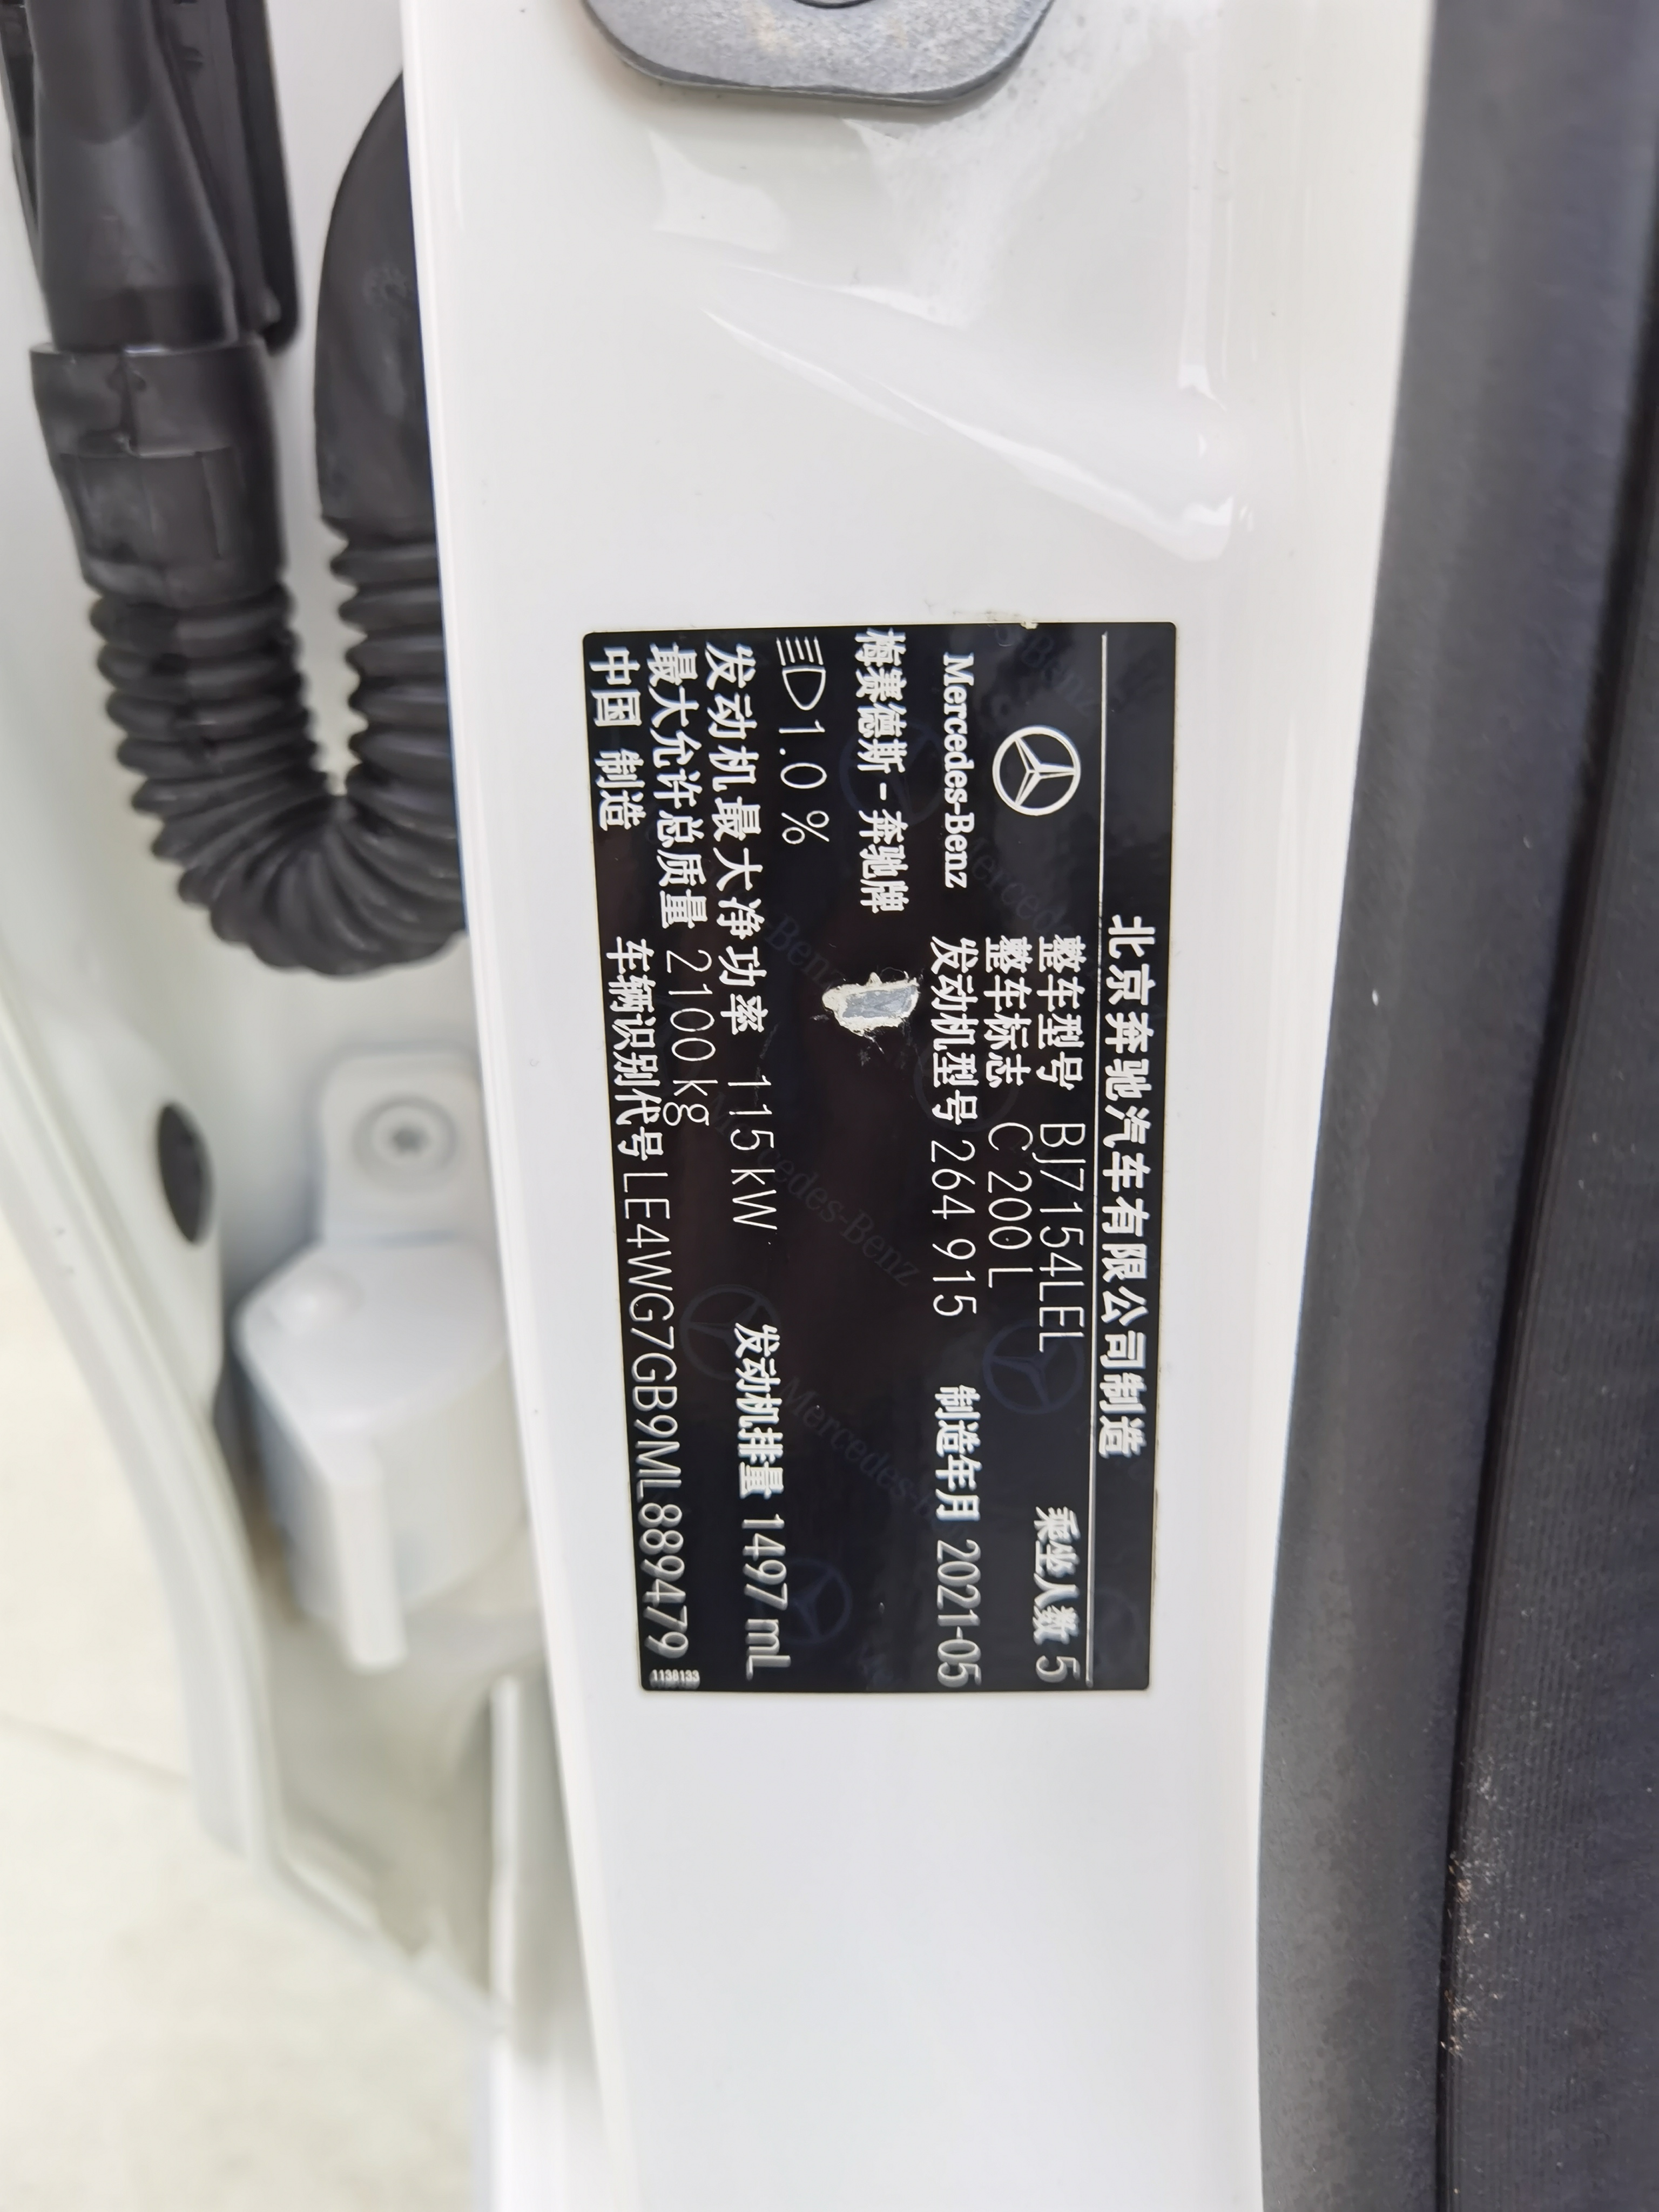 北京奔驰汽车有限公司制造
整车型号 BJ7154LEL 乘坐人数 5
整车标志 C 200 L
Mercedes-Benz
发动机型号 264 915 制造年月 2021-05
梅赛德斯-奔驰牌
1.0 %
发动机最大净功率 115 kW 发动机排量 1497 mL
最大允许总质量 2100 kg
中国 制造 车辆识别代号 LE4WG7GB9ML889479
1136133